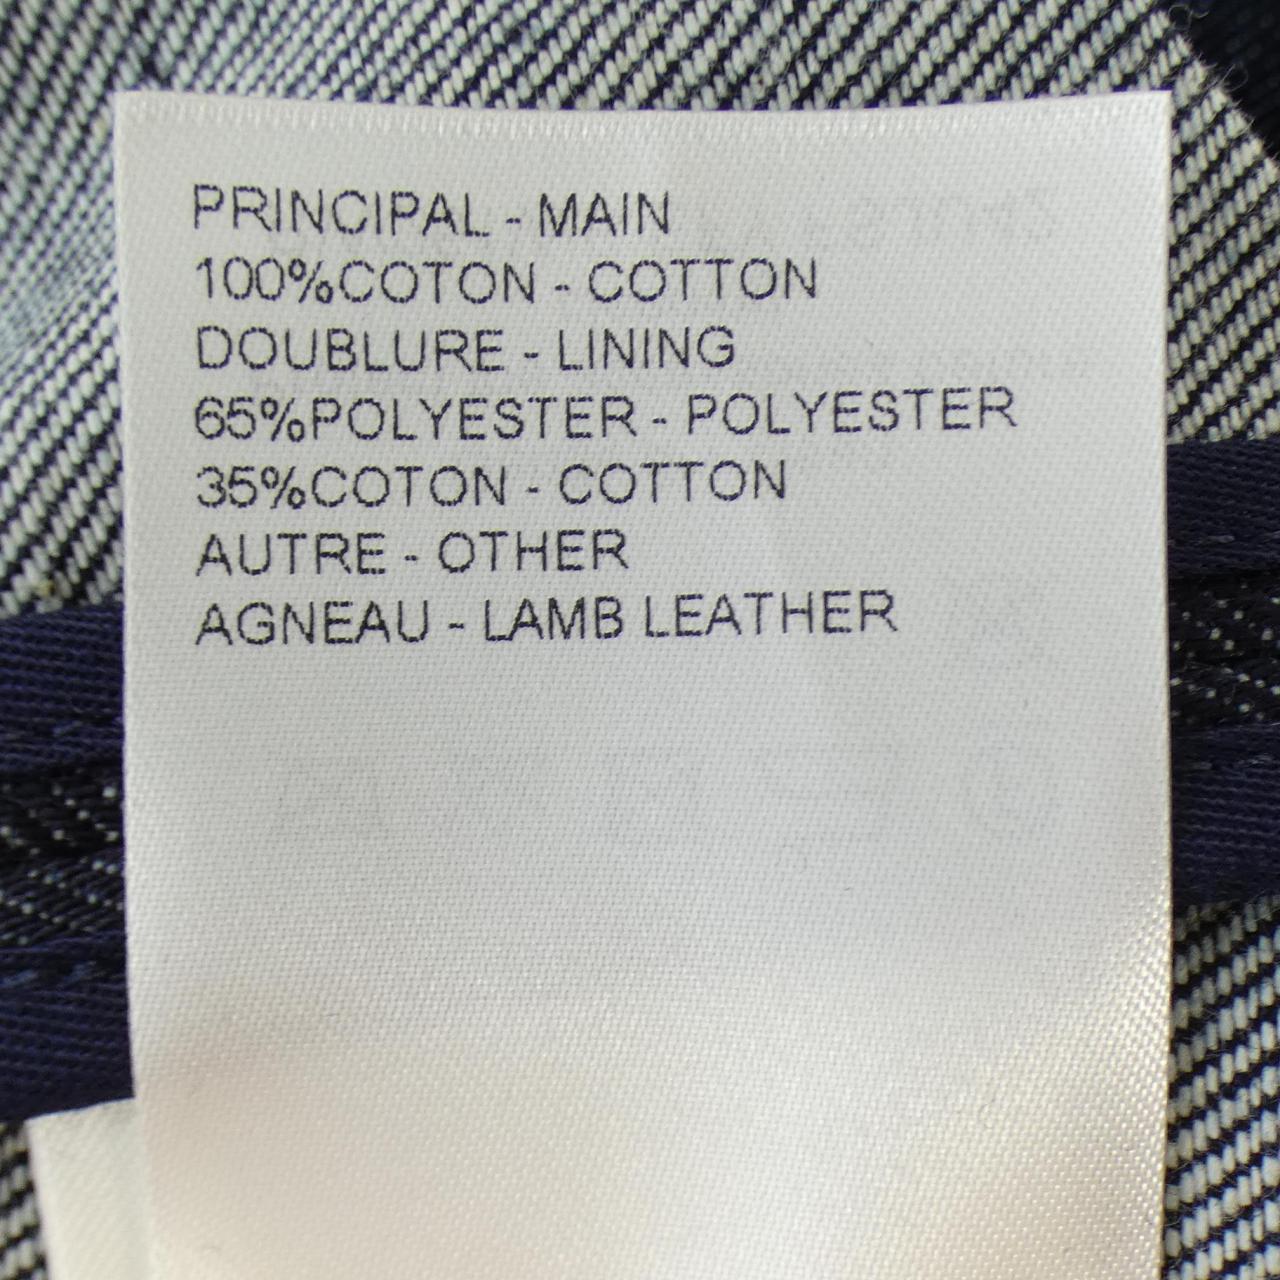 PRINCIPAL - MAIN
100%COTON - COTTON
DOUBLURE - LINING
65%POLYESTER - POLYESTER
35%COTON - COTTON
AUTRE - OTHER
AGNEAU - LAMB LEATHER